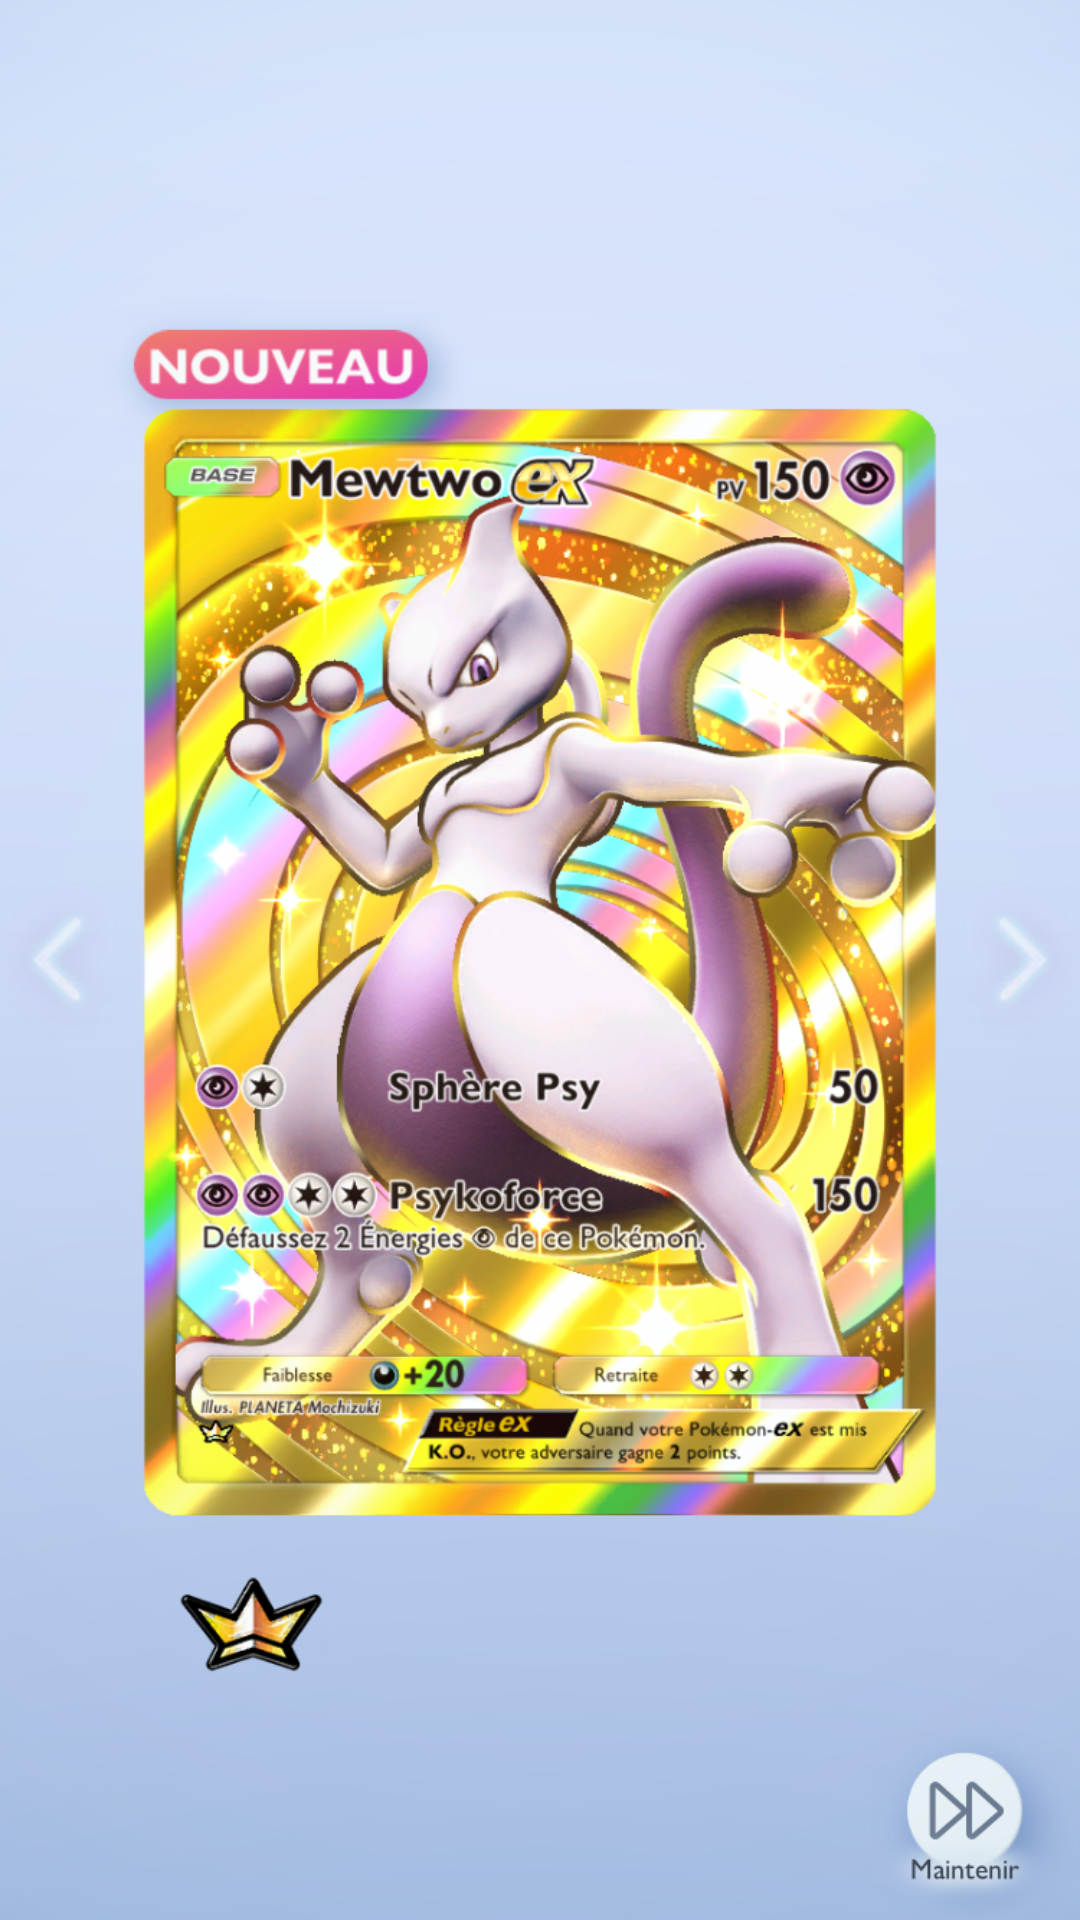 NOUVEAU
BASE Mewtwo ex PV 150
Sphère Psy 50
Psykoforce 150
Défaussez 2 Énergies de ce Pokémon.
Faiblesse +20 Retraite
Illus. PLANETA Mochizuki
Règle ex Quand votre Pokémon-ex est mis
K.O., votre adversaire gagne 2 points.
Maintenir